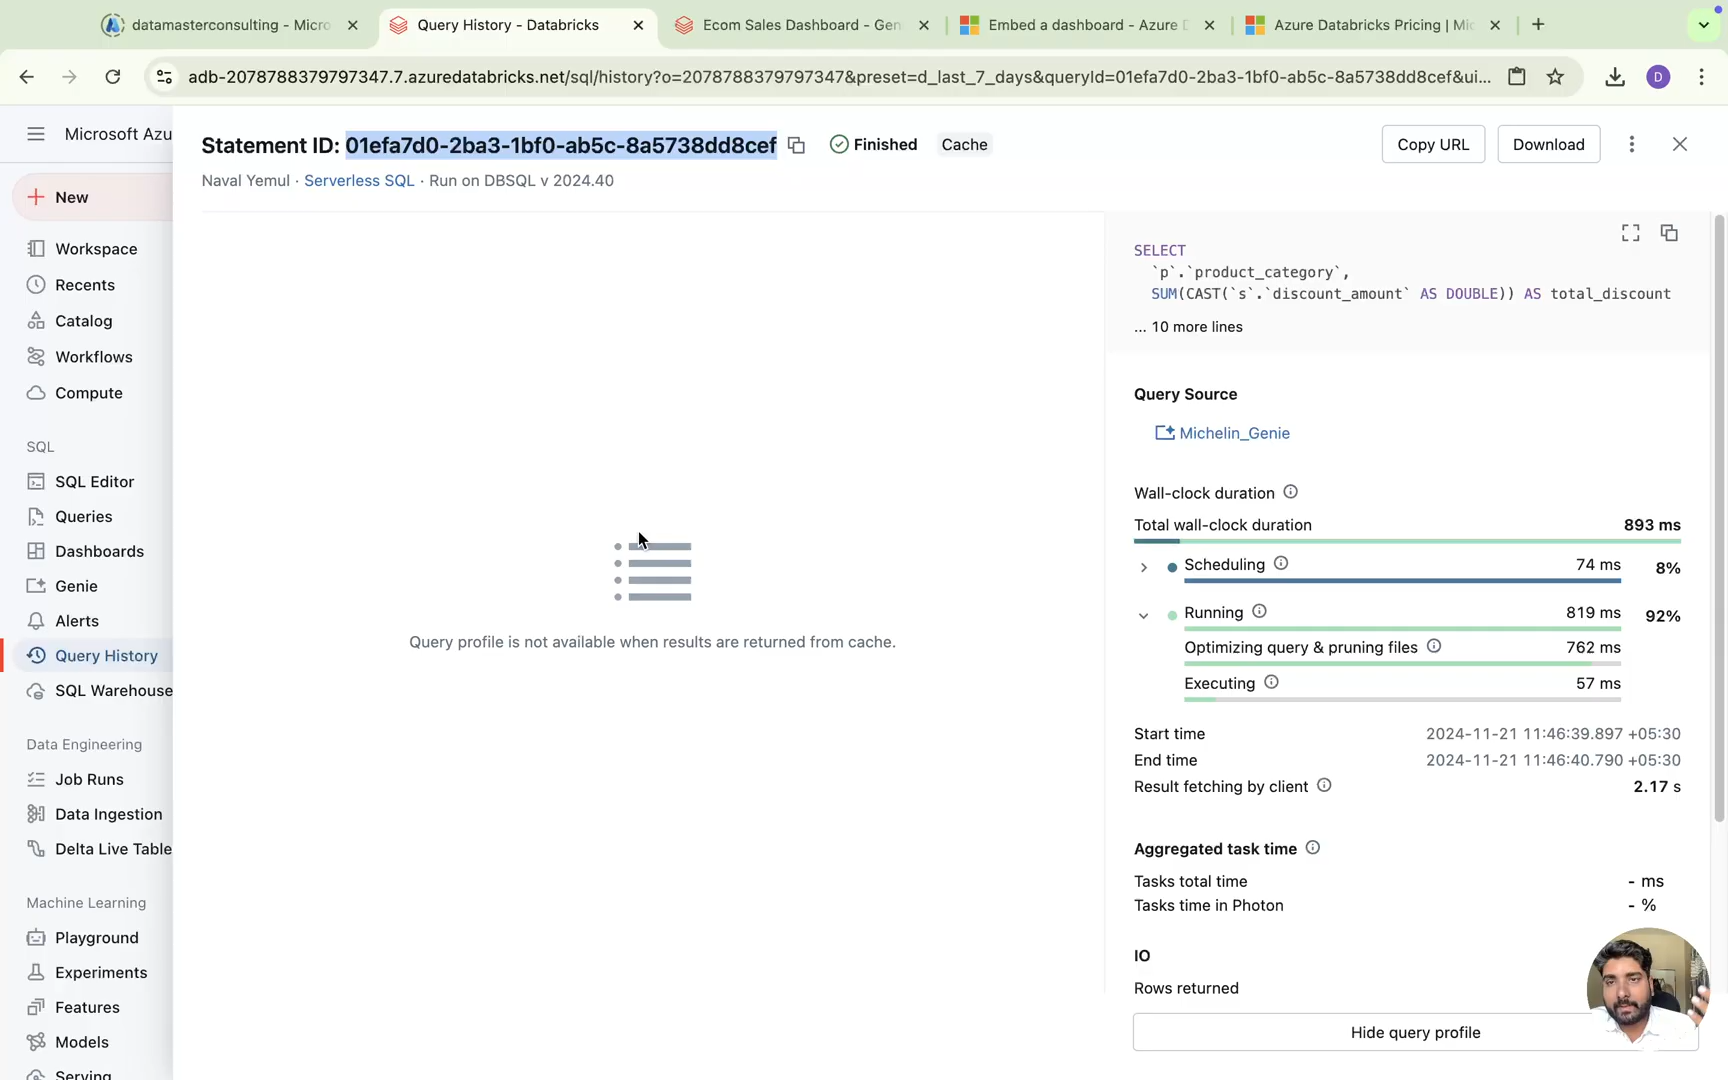 datamasterconsulting - Micro
Query History - Databricks
Ecom Sales Dashboard - Gen
Embed a dashboard - Azure D
Azure Databricks Pricing | Mic
adb-2078788379797347.7.azuredatabricks.net/sql/history?o=2078788379797347&preset=d_last_7_days&queryId=01efa7d0-2ba3-1bf0-ab5c-8a5738dd8cef&ui...
D
Microsoft Azu
New
Workspace
Recents
Catalog
Workflows
Compute
SQL
SQL Editor
Queries
Dashboards
Genie
Alerts
Query History
SQL Warehouse
Data Engineering
Job Runs
Data Ingestion
Delta Live Table
Machine Learning
Playground
Experiments
Features
Models
Serving
Statement ID: 01efa7d0-2ba3-1bf0-ab5c-8a5738dd8cef
Finished
Cache
Copy URL
Download
Naval Yemul · Serverless SQL · Run on DBSQL v 2024.40
Query profile is not available when results are returned from cache.
SELECT
`p`.`product_category`,
SUM(CAST(`s`.`discount_amount` AS DOUBLE)) AS total_discount
... 10 more lines
Query Source
Michelin_Genie
Wall-clock duration
Total wall-clock duration 893 ms
Scheduling 74 ms 8%
Running 819 ms 92%
Optimizing query & pruning files 762 ms
Executing 57 ms
Start time 2024-11-21 11:46:39.897 +05:30
End time 2024-11-21 11:46:40.790 +05:30
Result fetching by client 2.17 s
Aggregated task time
Tasks total time - ms
Tasks time in Photon - %
IO
Rows returned
Hide query profile